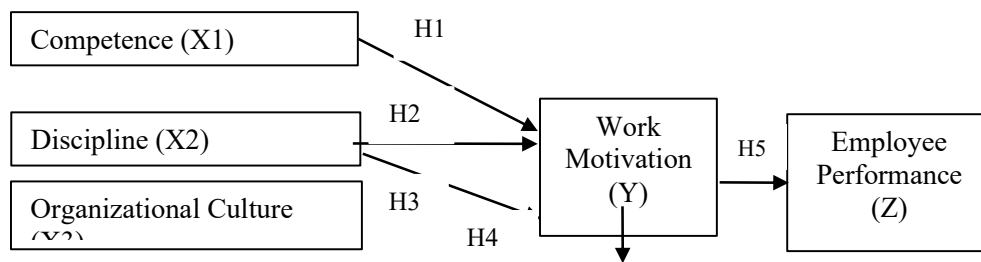 Competence (X1)
H1
Discipline (X2)
H2
Organizational Culture
H3
H4
Work
Motivation
(Y)
H5
Employee
Performance
(Z)